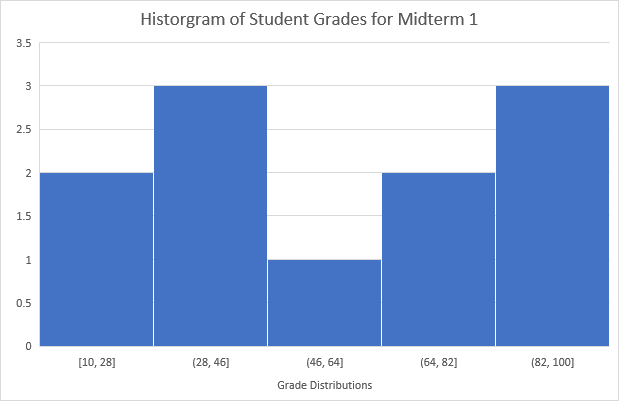 Historgram of Student Grades for Midterm 1
3.5
3
2.5
2
1.5
1
0.5
0
[10, 28] (28, 46] (46, 64] (64, 82] (82, 100]
Grade Distributions